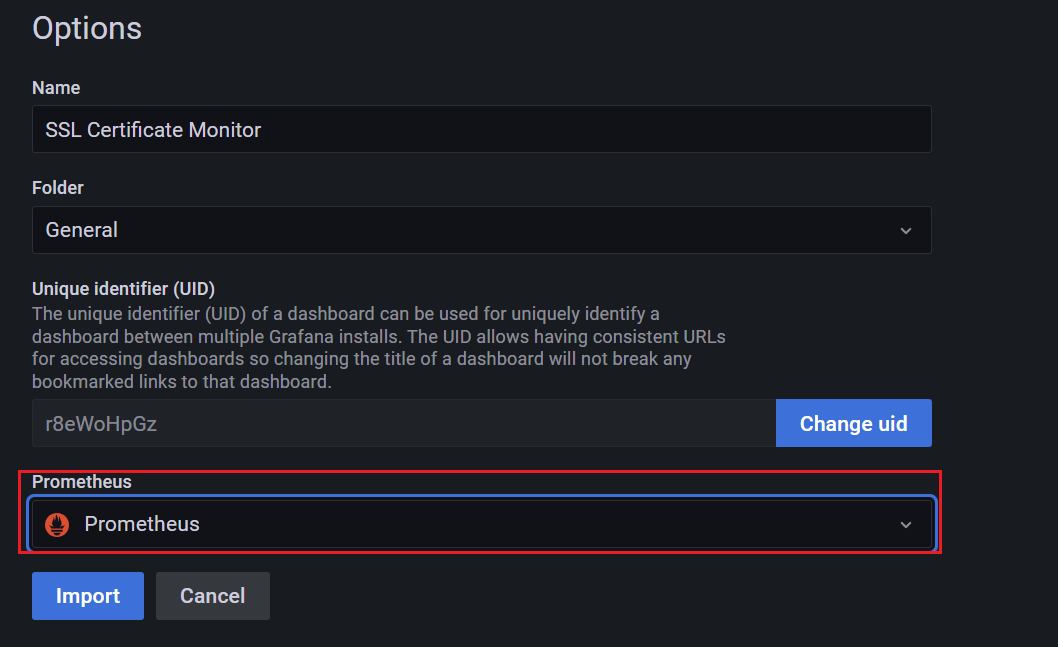 Options
Name
SSL Certificate Monitor
Folder
General
Unique identifier (UID)
The unique identifier (UID) of a dashboard can be used for uniquely identify a
dashboard between multiple Grafana installs. The UID allows having consistent URLs
for accessing dashboards so changing the title of a dashboard will not break any
bookmarked links to that dashboard.
r8eWoHpGz
Change uid
Prometheus
Prometheus
Import
Cancel